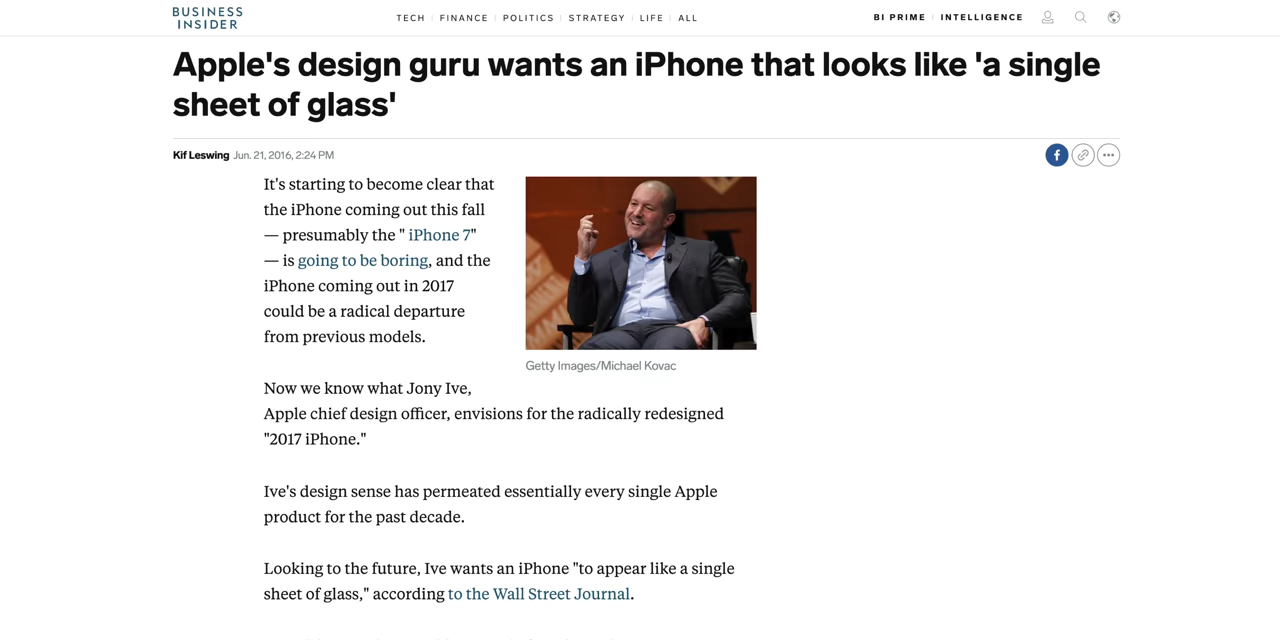 BUSINESS
INSIDER
TECH FINANCE POLITICS STRATEGY LIFE ALL
BI PRIME INTELLIGENCE
Apple's design guru wants an iPhone that looks like 'a single
sheet of glass'
Kif Leswing Jun. 21, 2016, 2:24 PM
It's starting to become clear that
the iPhone coming out this fall
— presumably the " iPhone 7"
— is going to be boring, and the
iPhone coming out in 2017
could be a radical departure
from previous models.
Getty Images/Michael Kovac
Now we know what Jony Ive,
Apple chief design officer, envisions for the radically redesigned
"2017 iPhone."
Ive's design sense has permeated essentially every single Apple
product for the past decade.
Looking to the future, Ive wants an iPhone "to appear like a single
sheet of glass," according to the Wall Street Journal.